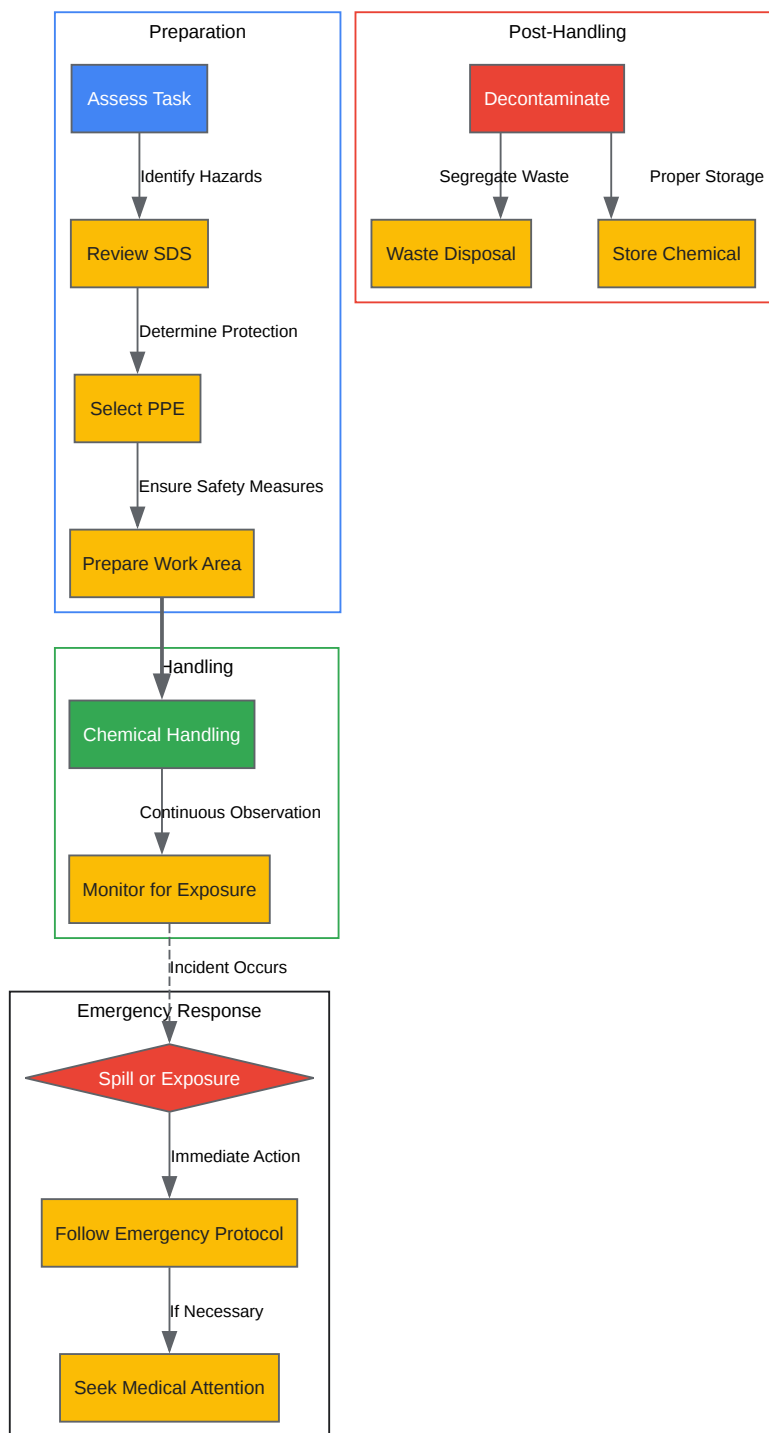 Preparation
Assess Task
Identify Hazards
Review SDS
Determine Protection
Select PPE
Ensure Safety Measures
Prepare Work Area
Post-Handling
Decontaminate
Segregate Waste
Proper Storage
Waste Disposal
Store Chemical
Handling
Chemical Handling
Continuous Observation
Monitor for Exposure
Incident Occurs
Emergency Response
Spill or Exposure
Immediate Action
Follow Emergency Protocol
If Necessary
Seek Medical Attention